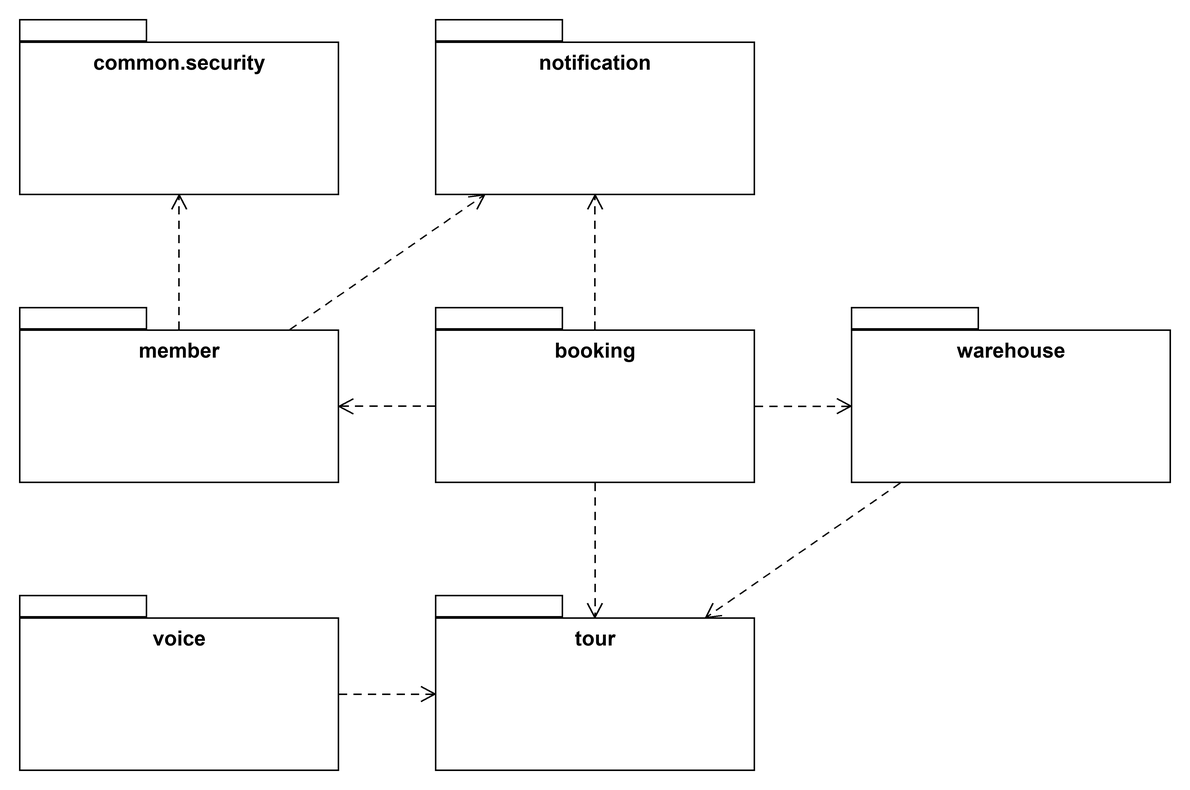 common.security
notification
member
booking
warehouse
voice
tour